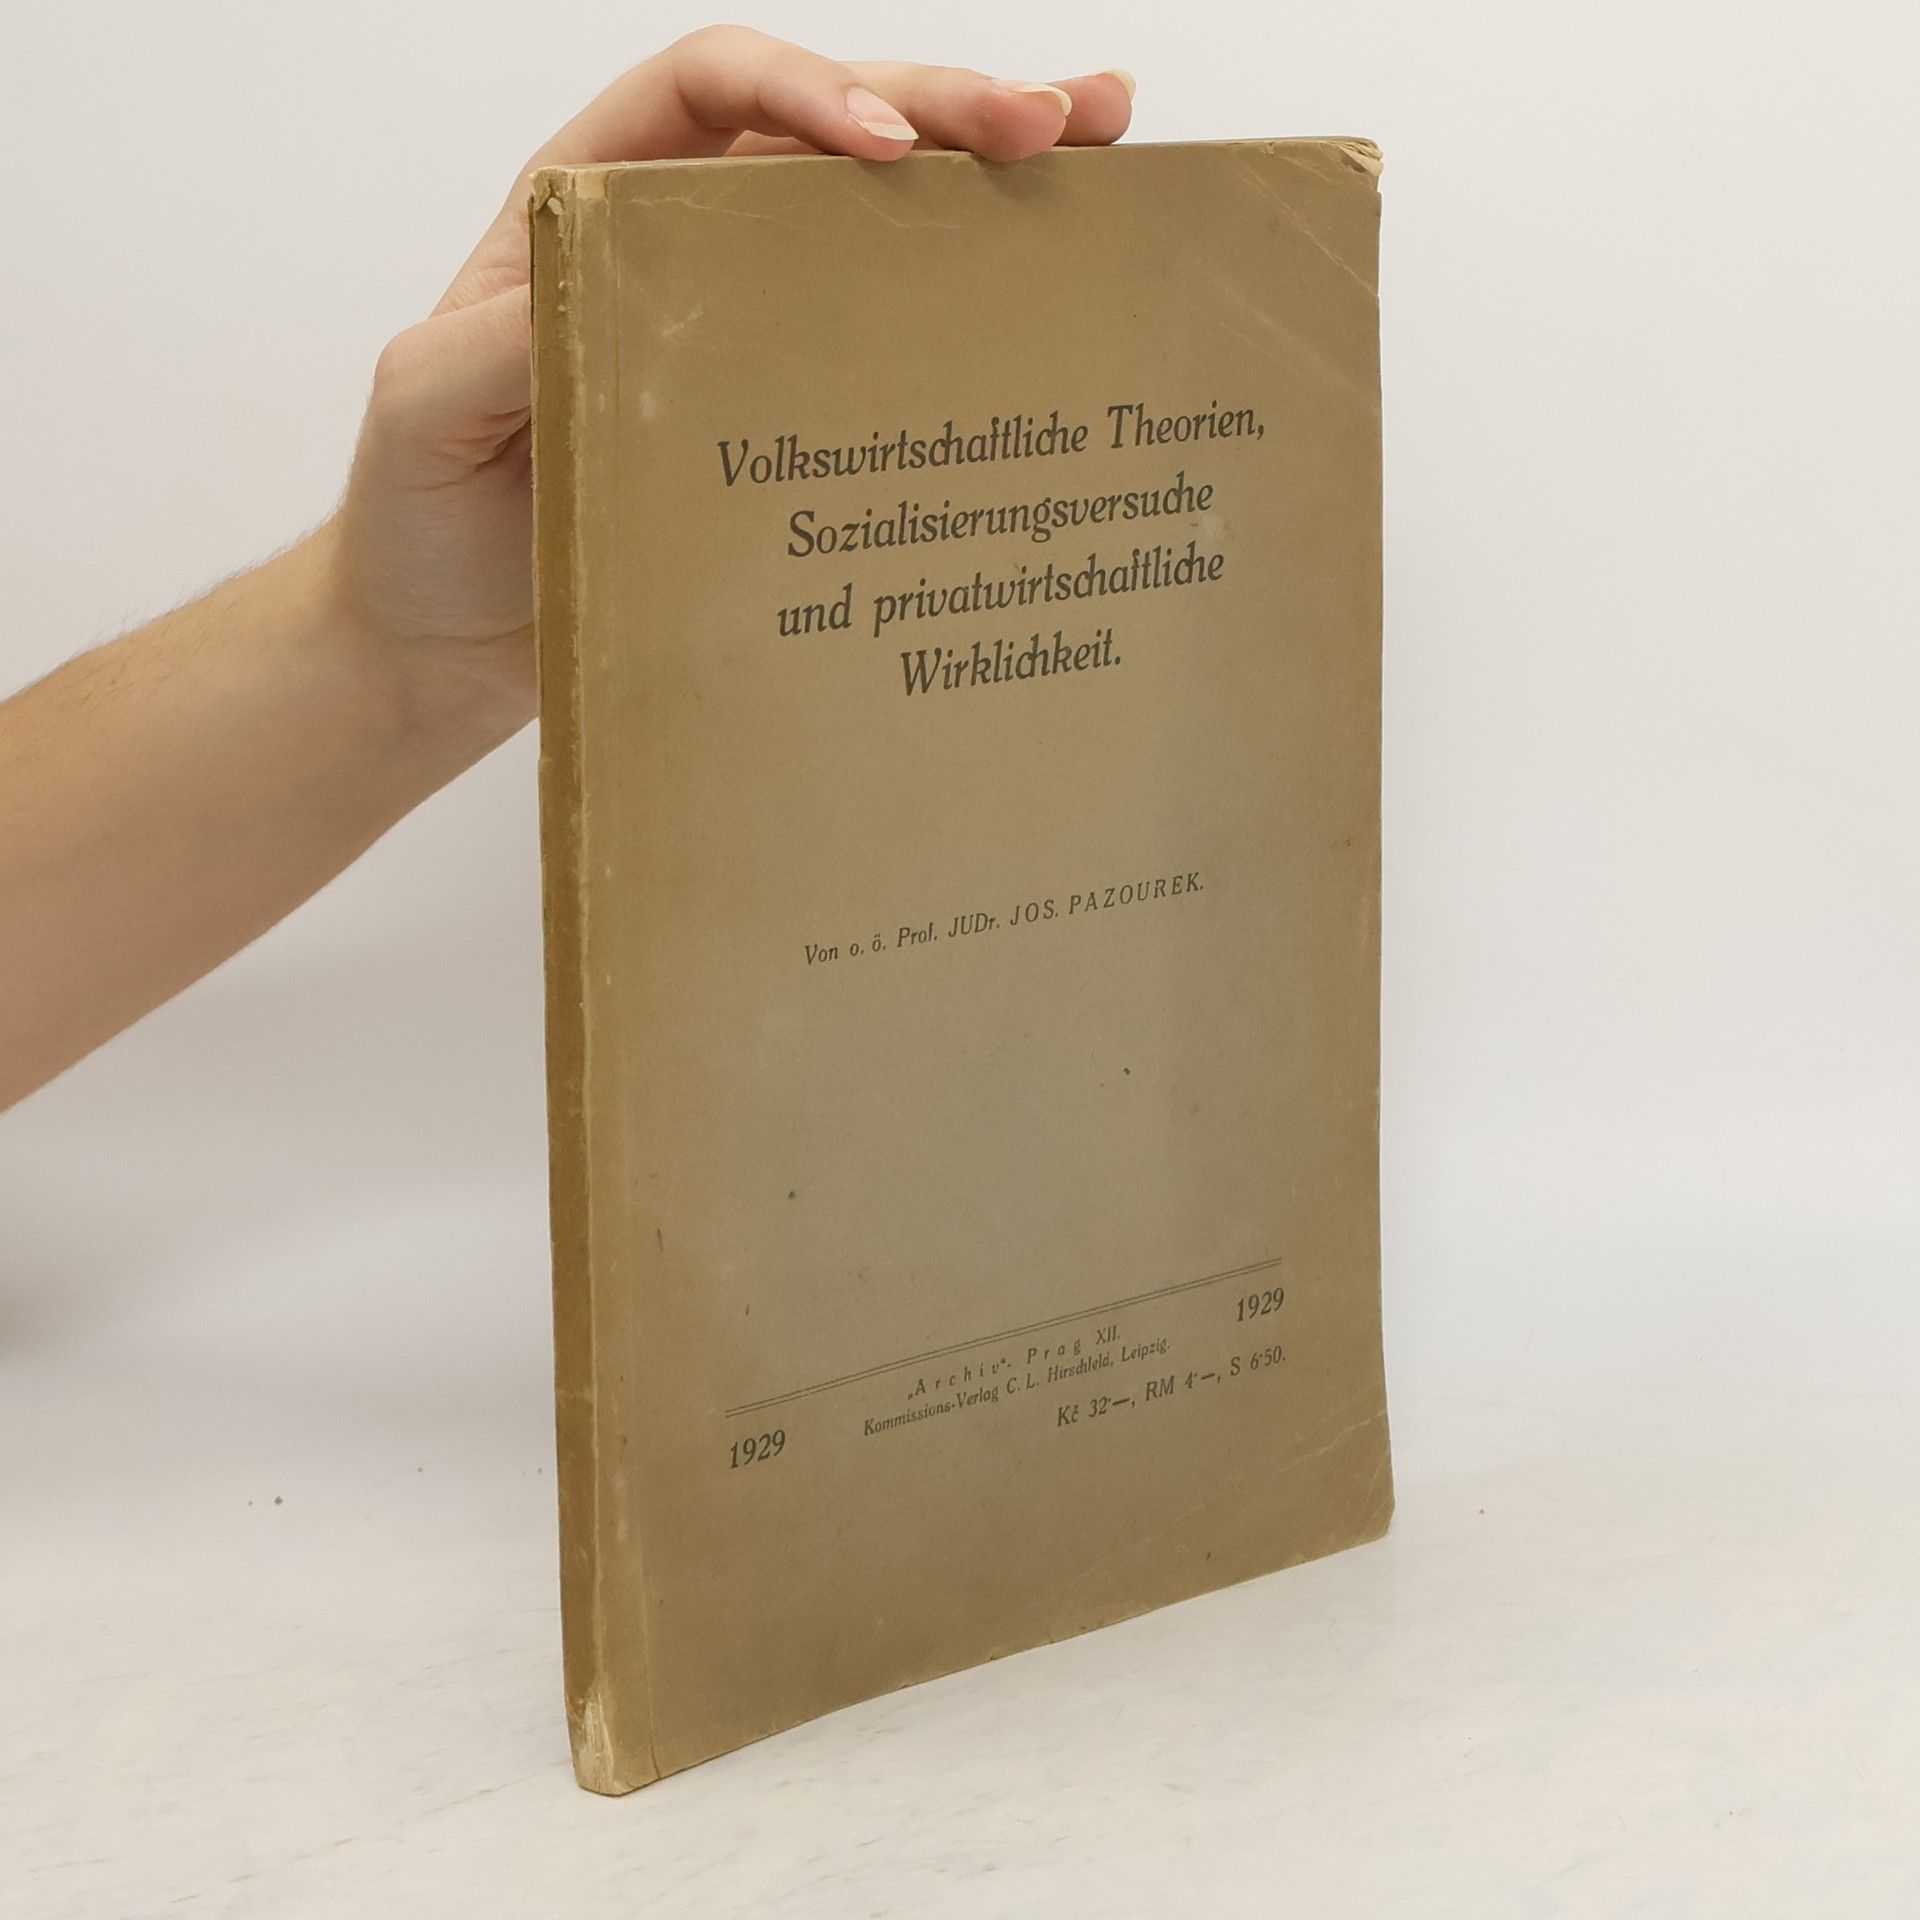 Volkswirtschaftliche Theorien,
Sozialisierungsversuche
und privatwirtschaftliche
Wirklichkeit.
Von o. ö. Prof. JUDr. JOS. PAZOUREK.
1929 „Archiv“. Prag XII. 1929
Kommissions-Verlag C. L. Hirschfeld, Leipzig.
Kč 32·—, RM 4·—, S 6·50.